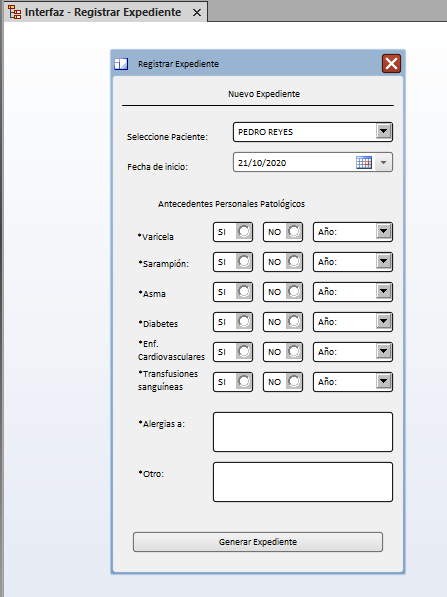 Interfaz - Registrar Expediente
Registrar Expediente
Nuevo Expediente
Seleccione Paciente: PEDRO REYES
Fecha de inicio: 21/10/2020
Antecedentes Personales Patológicos
*Varicela SI NO Año:
*Sarampión: SI NO Año:
*Asma SI NO Año:
*Diabetes SI NO Año:
*Enf.
Cardiovasculares SI NO Año:
*Transfusiones
sanguíneas SI NO Año:
*Alergias a:
*Otro:
Generar Expediente